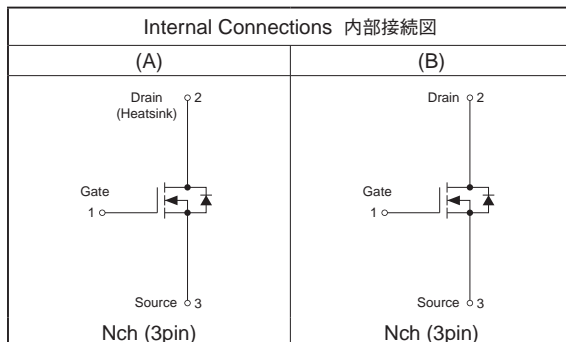 Internal Connections 内部接続図
(A)
(B)
Drain 2
(Heatsink)
Gate
1
Source 3
Nch (3pin)
Drain 2
Gate
1
Source 3
Nch (3pin)